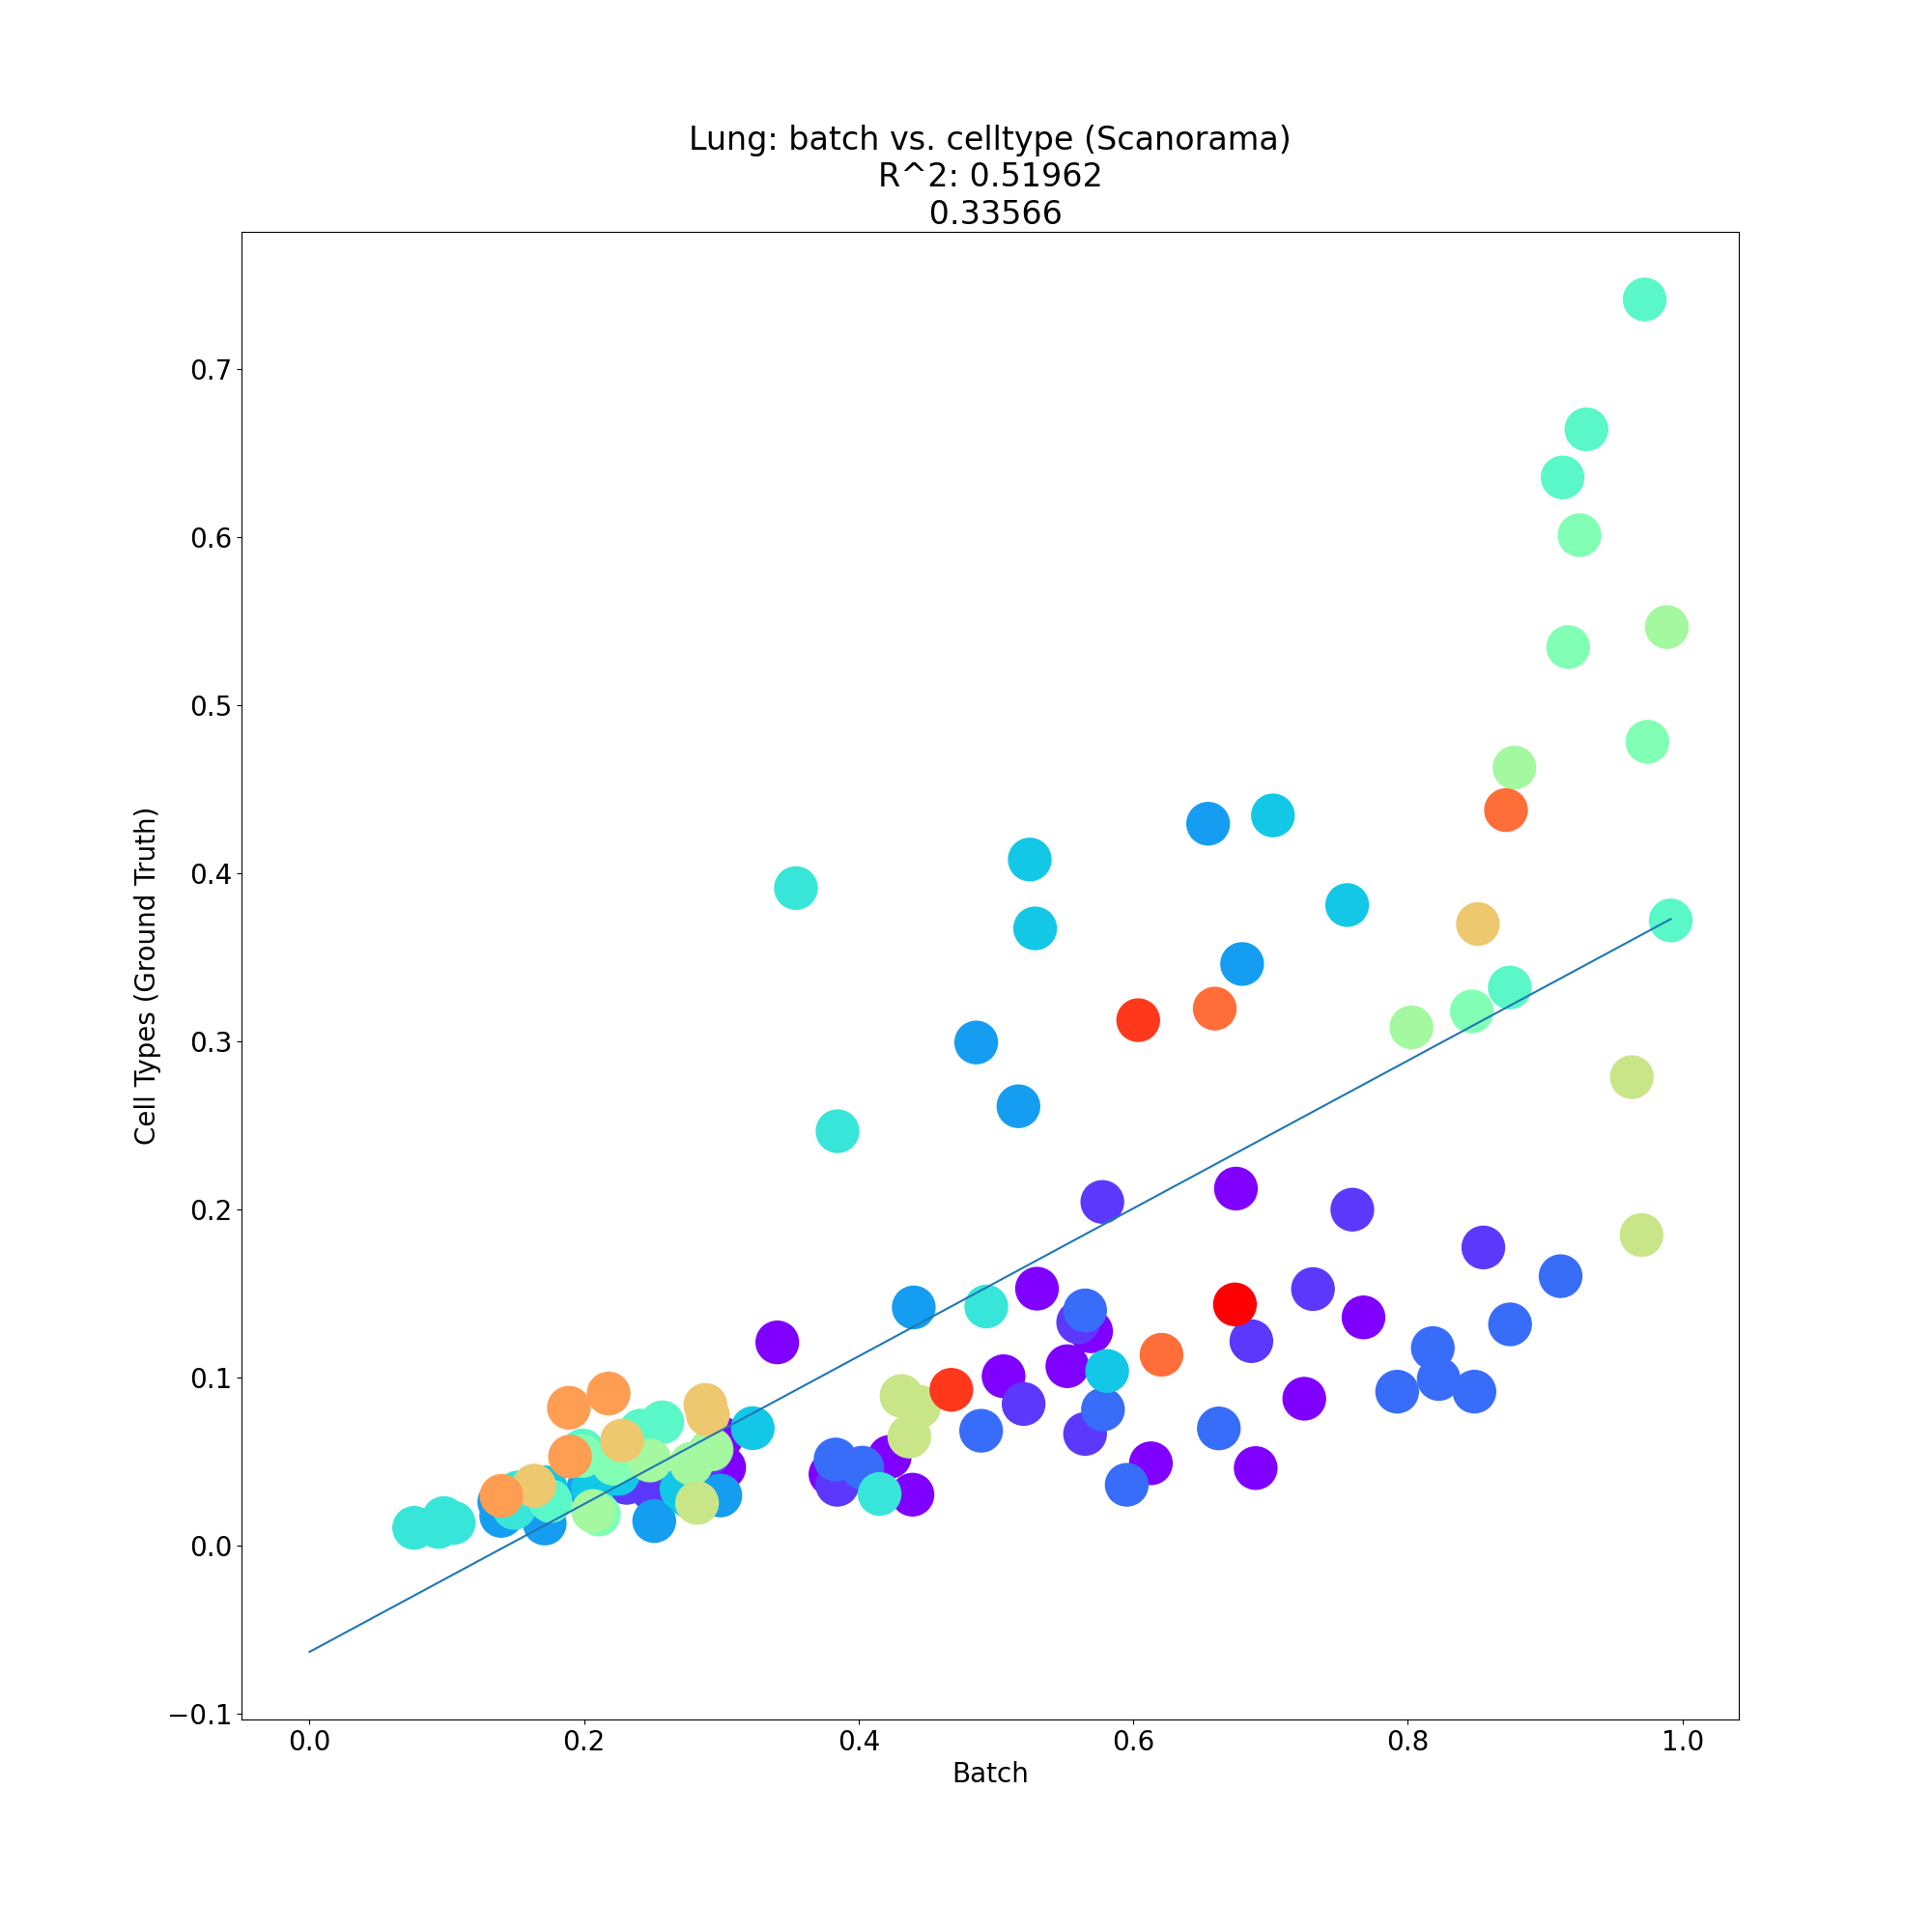 Lung: batch vs. celltype (Scanorama)
R^2: 0.51962
0.33566
Cell Types (Ground Truth)
0.7
0.6
0.5
0.4
0.3
0.2
0.1
0.0
−0.1
0.0 0.2 0.4 0.6 0.8 1.0
Batch